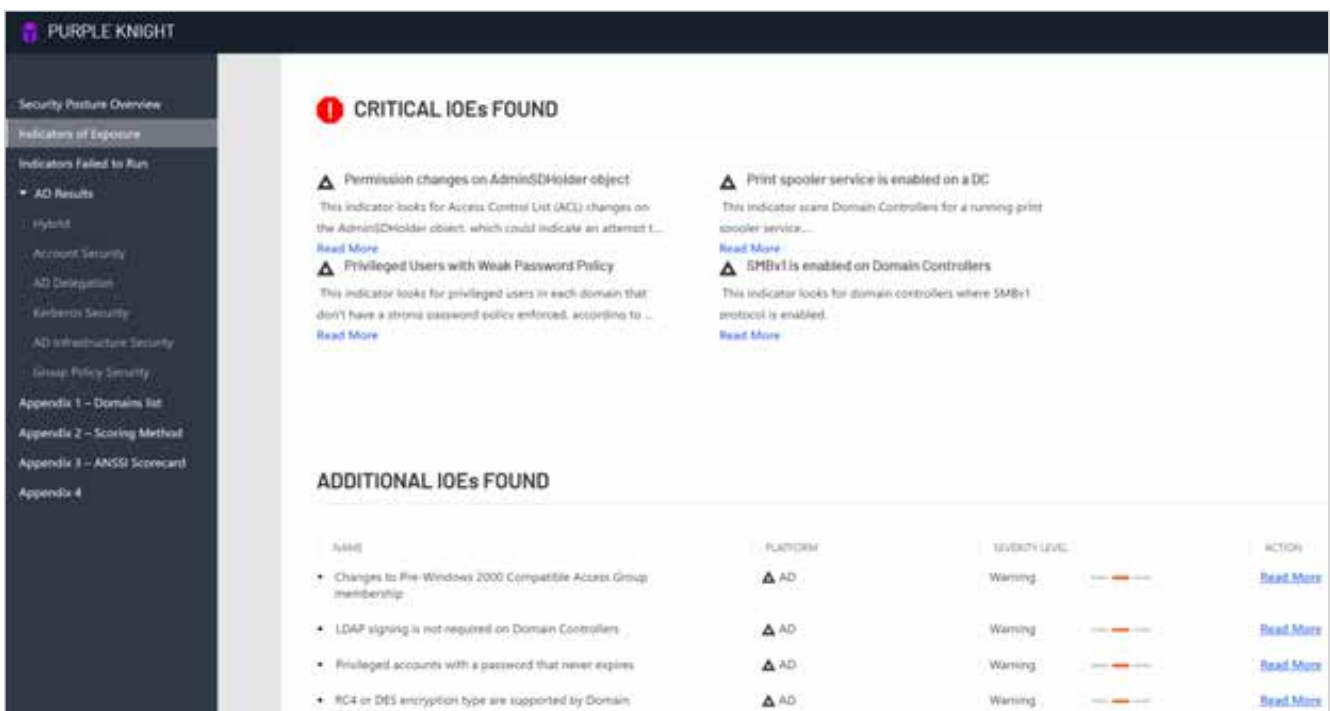 PURPLE KNIGHT
Security Posture Overview
Indicators of Exposure
Indicators Failed to Run
AD Results
Hybrid
Account Security
AD Delegation
Kerberos Security
AD Infrastructure Security
Group Policy Security
Appendix 1 – Domains list
Appendix 2 – Scoring Method
Appendix 3 – ANSSI Scorecard
Appendix 4
CRITICAL IOEs FOUND
Permission changes on AdminSDHolder object
This indicator looks for Access Control List (ACL) changes on
the AdminSDHolder object, which could indicate an attempt t...
Read More
Print spooler service is enabled on a DC
This indicator scans Domain Controllers for a running print
spooler service...
Read More
Privileged Users with Weak Password Policy
This indicator looks for privileged users in each domain that
don't have a strong password policy enforced, according to ...
Read More
SMBv1 is enabled on Domain Controllers
This indicator looks for domain controllers where SMBv1
protocol is enabled.
Read More
ADDITIONAL IOEs FOUND
NAME PLATFORM SEVERITY LEVEL ACTION
• Changes to Pre-Windows 2000 Compatible Access Group AD Warning Read More
membership
• LDAP signing is not required on Domain Controllers AD Warning Read More
• Privileged accounts with a password that never expires AD Warning Read More
• RC4 or DES encryption type are supported by Domain AD Warning Read More